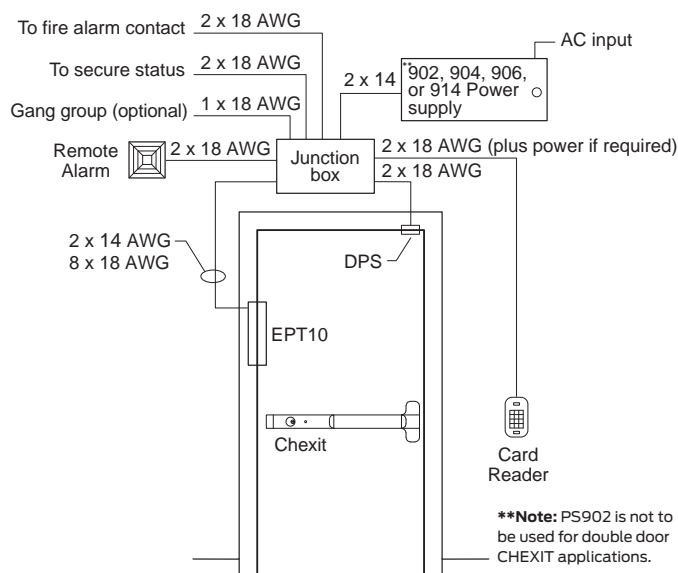 To fire alarm contact 2 x 18 AWG
To secure status 2 x 18 AWG
Gang group (optional) 1 x 18 AWG
Remote
Alarm
2 x 18 AWG
Junction
box
2 x 14
**902, 904, 906,
or 914 Power
supply
AC input
2 x 18 AWG (plus power if required)
2 x 18 AWG
2 x 14 AWG
8 x 18 AWG
DPS
EPT10
Chexit
Card
Reader
**Note: PS902 is not to
be used for double door
CHEXIT applications.